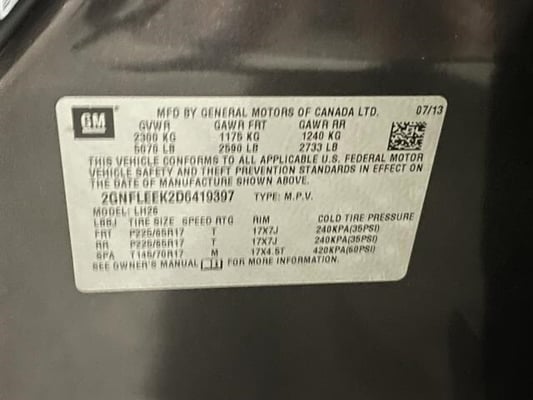 GM
MFD BY GENERAL MOTORS OF CANADA LTD. 07/13
GVWR GAWR FRT GAWR RR
2300 KG 1175 KG 1240 KG
5070 LB 2590 LB 2733 LB
THIS VEHICLE CONFORMS TO ALL APPLICABLE U.S. FEDERAL MOTOR
VEHICLE SAFETY AND THEFT PREVENTION STANDARDS IN EFFECT ON
THE DATE OF MANUFACTURE SHOWN ABOVE.
2GNFLEEK2D6419397 TYPE: M.P.V.
MODEL: LH26
LBBJ TIRE SIZE SPEED RTG RIM COLD TIRE PRESSURE
FRT P225/65R17 T 17X7J 240KPA(35PSI)
RR P225/65R17 T 17X7J 240KPA(35PSI)
SPA T145/70R17 M 17X4.5T 420KPA(60PSI)
SEE OWNER'S MANUAL FOR MORE INFORMATION